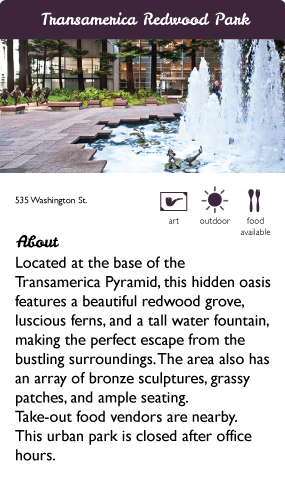 Transamerica Redwood Park
535 Washington St.
art
outdoor
food
available
About
Located at the base of the
Transamerica Pyramid, this hidden oasis
features a beautiful redwood grove,
luscious ferns, and a tall water fountain,
making the perfect escape from the
bustling surroundings. The area also has
an array of bronze sculptures, grassy
patches, and ample seating.
Take-out food vendors are nearby.
This urban park is closed after office
hours.